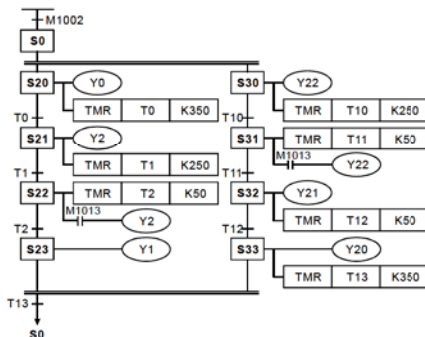 M1002
S0
S20 Y0 S30 Y22
TMR T0 K350 TMR T10 K250
T0 T10
S21 Y2 S31 TMR T11 K50
M1013
TMR T1 K250 Y22
T1 T11
S22 TMR T2 K50 S32 Y21
M1013
Y2 TMR T12 K50
T2 T12
S23 Y1 S33 Y20
TMR T13 K350
T13
S0